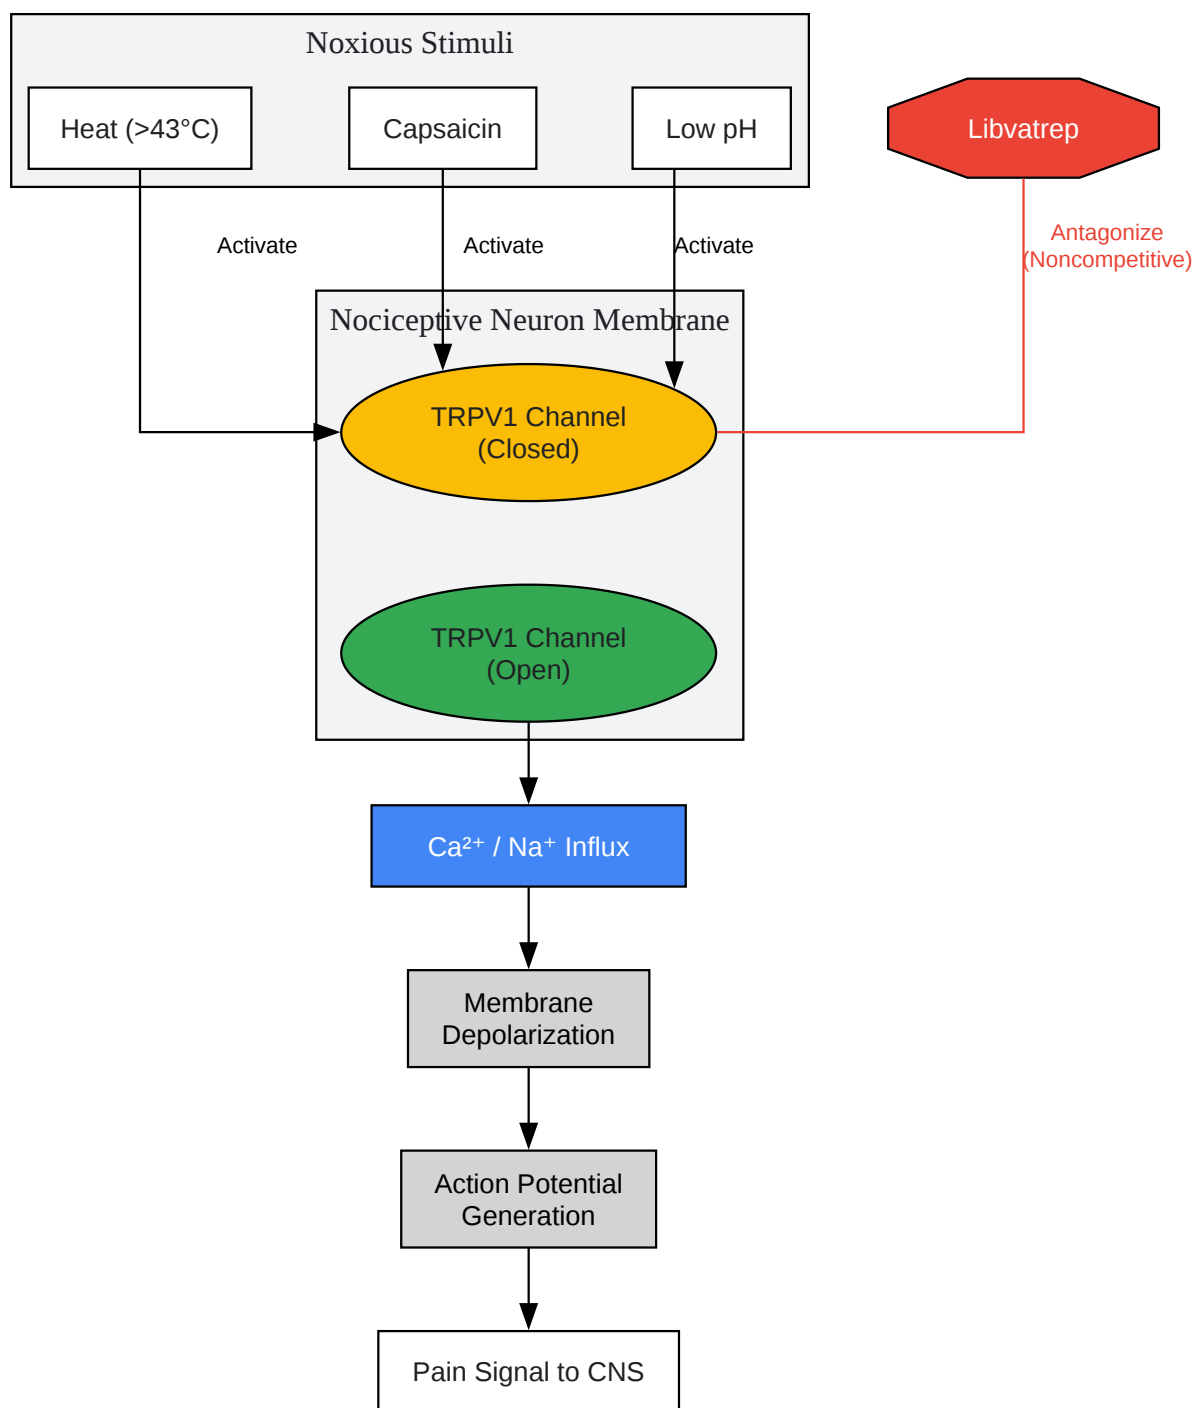 Noxious Stimuli
Heat (>43°C)
Capsaicin
Low pH
Libvatrep
Activate
Activate
Activate
Antagonize
(Noncompetitive)
Nociceptive Neuron Membrane
TRPV1 Channel
(Closed)
TRPV1 Channel
(Open)
Ca²⁺ / Na⁺ Influx
Membrane
Depolarization
Action Potential
Generation
Pain Signal to CNS